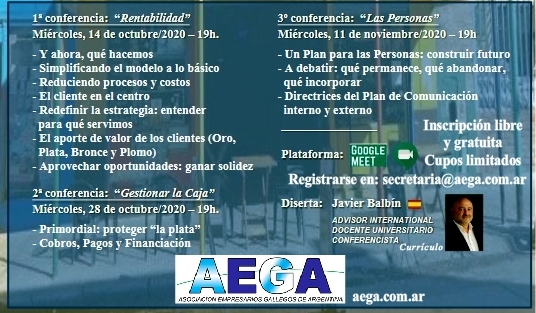 1ª conferencia: “Rentabilidad”
Miércoles, 14 de octubre/2020 – 19h.
- Y ahora, qué hacemos
- Simplificando el modelo a lo básico
- Reduciendo procesos y costos
- El cliente en el centro
- Redefinir la estrategia: entender
para qué servimos
- El aporte de valor de los clientes (Oro,
Plata, Bronce y Plomo)
- Aprovechar oportunidades: ganar solidez
2ª conferencia: “Gestionar la Caja”
Miércoles, 28 de octubre/2020 – 19h.
- Primordial: proteger “la plata”
- Cobros, Pagos y Financiación
3º conferencia: “Las Personas”
Miércoles, 11 de noviembre/2020 – 19h
- Un Plan para las Personas: construir futuro
- A debatir: qué permanece, qué abandonar,
qué incorporar
- Directrices del Plan de Comunicación
interno y externo
Inscripción libre
y gratuita
Cupos limitados
Plataforma: GOOGLE
MEET
Registrarse en: secretaria@aega.com.ar
Diserta: Javier Balbín
ADVISOR INTERNATIONAL
DOCENTE UNIVERSITARIO
CONFERENCISTA
Currículo
AEGA
ASOCIACION EMPRESARIOS GALLEGOS DE ARGENTINA
aega.com.ar